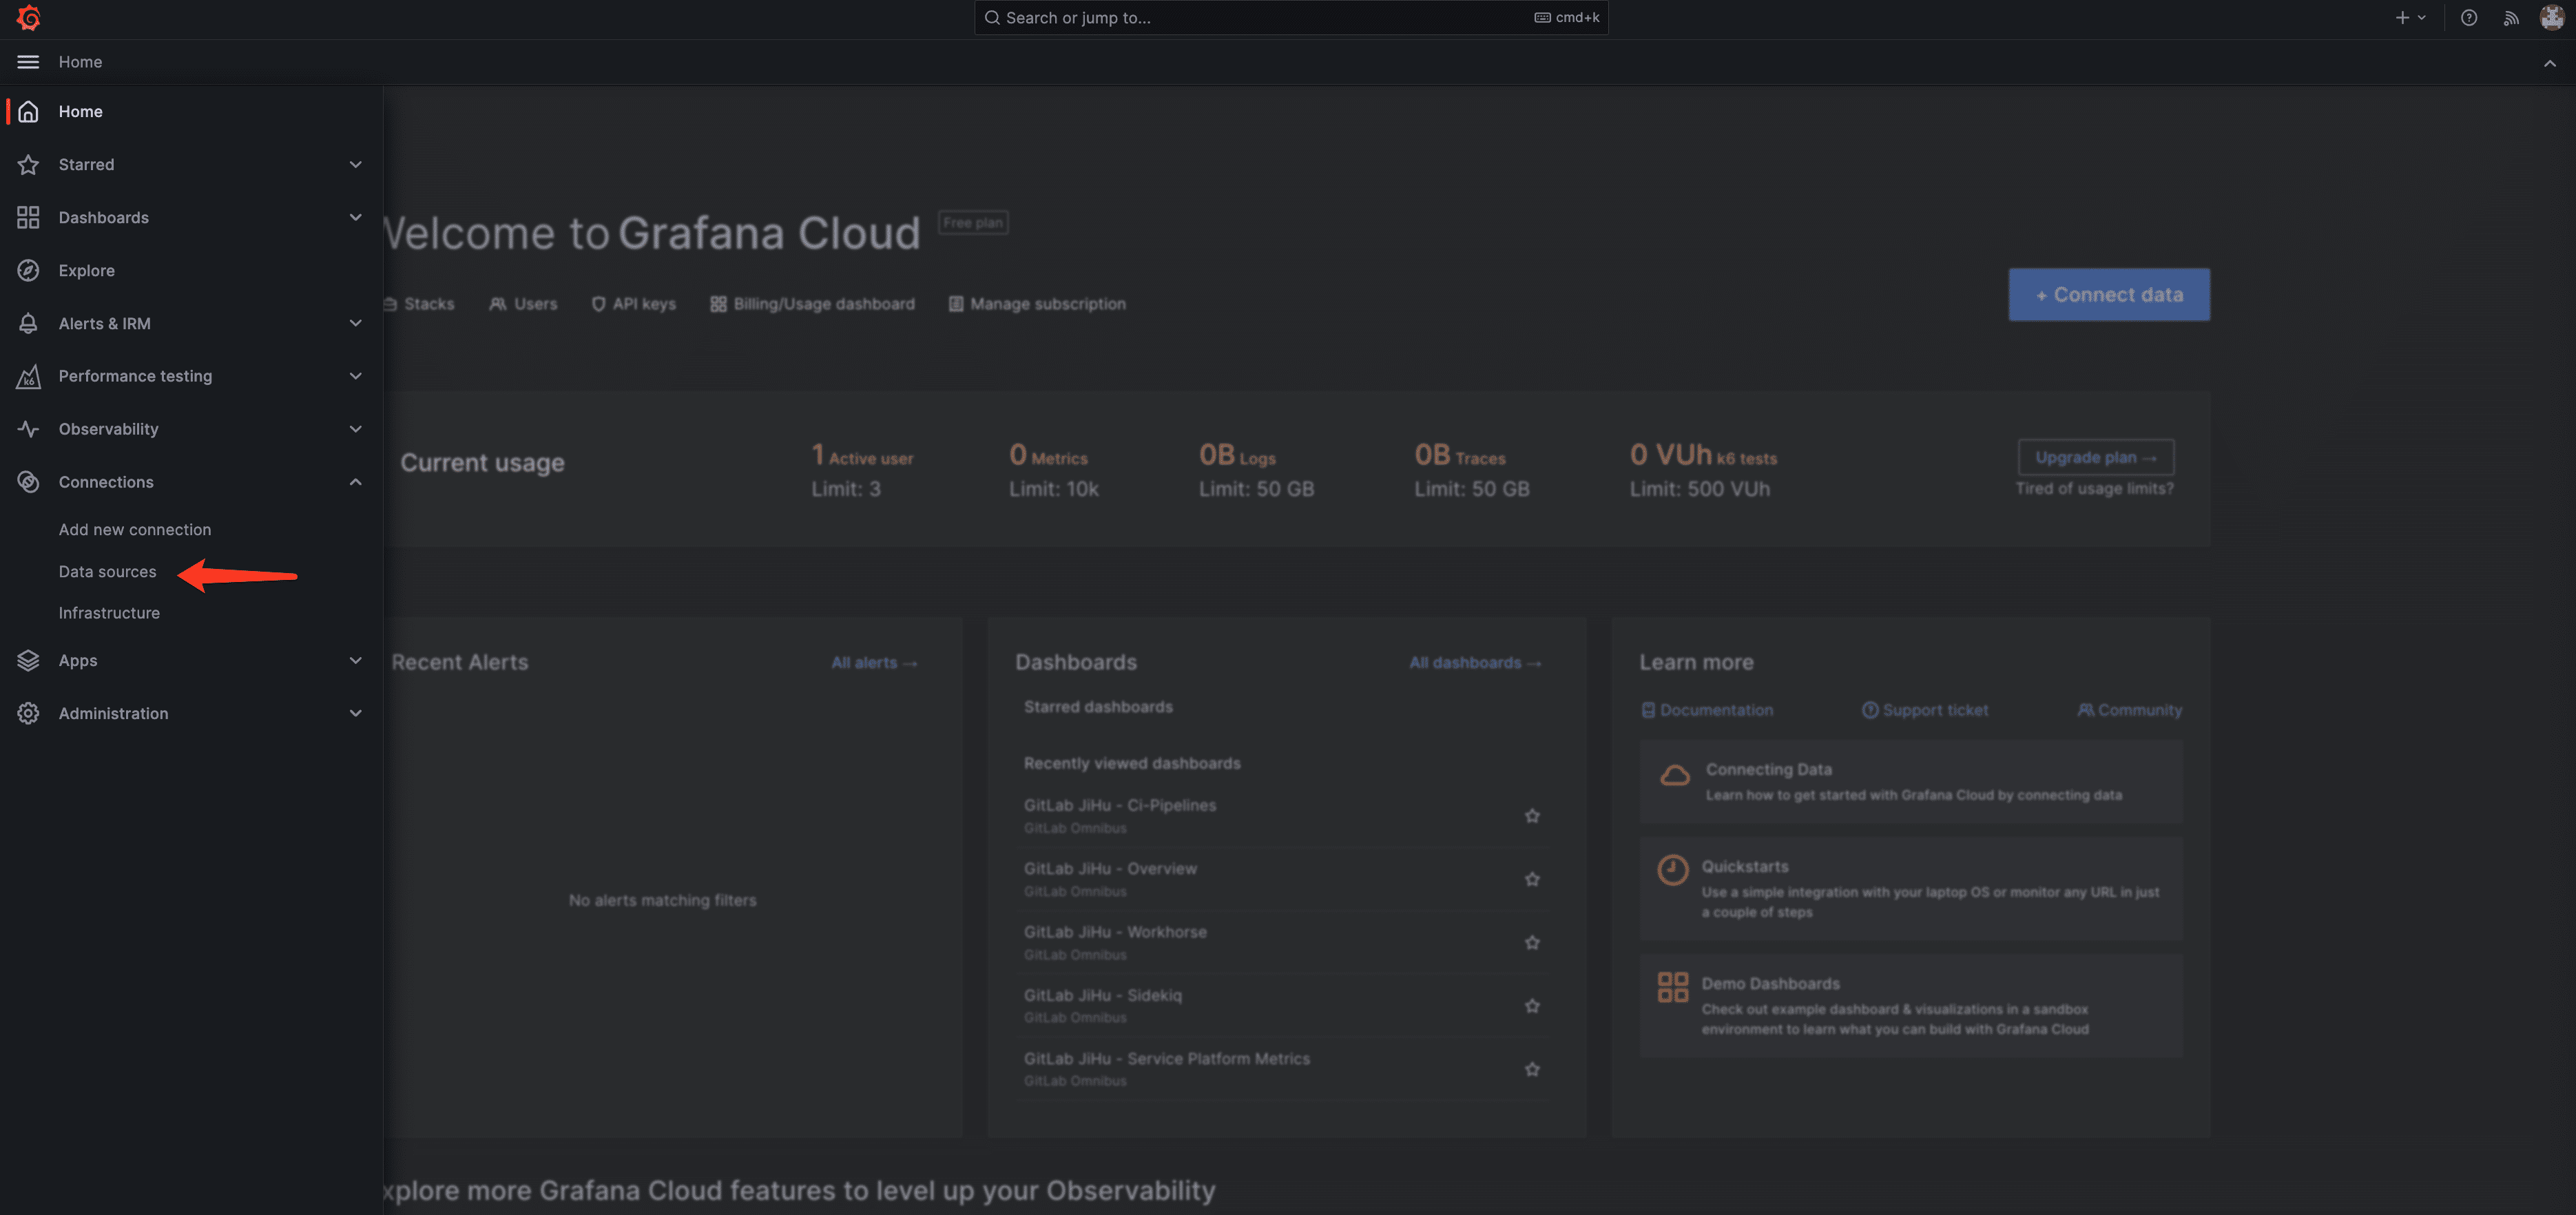 Search or jump to...
cmd+k
Home
Home
Starred
Dashboards
Explore
Alerts & IRM
k6
Performance testing
Observability
Connections
Add new connection
Data sources
Infrastructure
Apps
Administration
Welcome to Grafana Cloud
Free plan
Stacks
Users
API keys
Billing/Usage dashboard
Manage subscription
+ Connect data
Current usage
1 Active user
Limit: 3
0 Metrics
Limit: 10k
0B Logs
Limit: 50 GB
0B Traces
Limit: 50 GB
0 VUh k6 tests
Limit: 500 VUh
Upgrade plan →
Tired of usage limits?
Recent Alerts
All alerts →
No alerts matching filters
Dashboards
All dashboards →
Starred dashboards
Recently viewed dashboards
GitLab JiHu - Ci-Pipelines
GitLab Omnibus
GitLab JiHu - Overview
GitLab Omnibus
GitLab JiHu - Workhorse
GitLab Omnibus
GitLab JiHu - Sidekiq
GitLab Omnibus
GitLab JiHu - Service Platform Metrics
GitLab Omnibus
Learn more
Documentation
Support ticket
Community
Connecting Data
Learn how to get started with Grafana Cloud by connecting data
Quickstarts
Use a simple integration with your laptop OS or monitor any URL in just
a couple of steps
Demo Dashboards
Check out example dashboard & visualizations in a sandbox
environment to learn what you can build with Grafana Cloud
xplore more Grafana Cloud features to level up your Observability